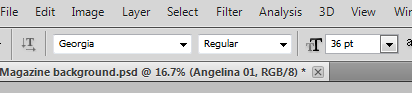 File Edit Image Layer Select Filter Analysis 3D View
Georgia Regular 36 pt
Magazine background.psd @ 16.7% (Angelina 01, RGB/8) *